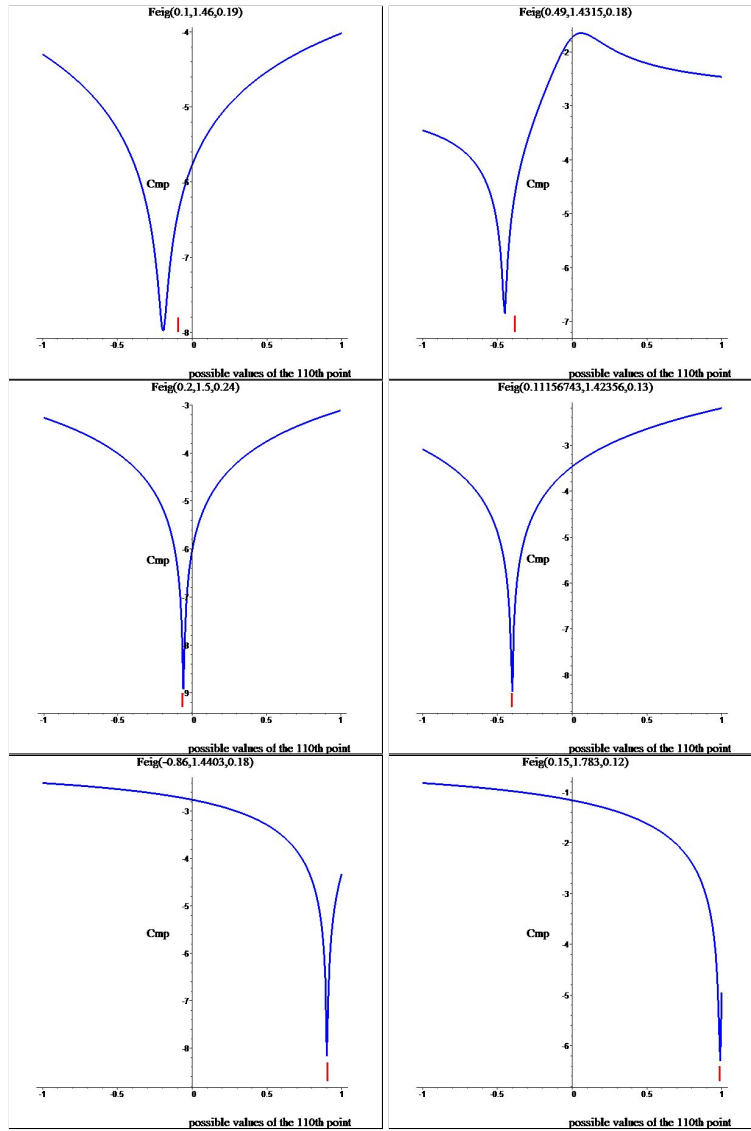 Feig(0.1,1.46,0.19)
-4
-5
-6
-7
-8
Cmp
-1 -0.5 0 0.5 1
possible values of the 110th point
Feig(0.49,1.4315,0.18)
-2
-3
-4
-5
-6
-7
Cmp
-1 -0.5 0 0.5 1
possible values of the 110th point
Feig(0.2,1.5,0.24)
-3
-4
-5
-6
-7
-8
-9
Cmp
-1 -0.5 0 0.5 1
possible values of the 110th point
Feig(0.11156743,1.42356,0.13)
-3
-4
-5
-6
-7
-8
Cmp
-1 -0.5 0 0.5 1
possible values of the 110th point
Feig(-0.86,1.4403,0.18)
-3
-4
-5
-6
-7
-8
Cmp
-1 -0.5 0 0.5 1
possible values of the 110th point
Feig(0.15,1.783,0.12)
-1
-2
-3
-4
-5
-6
Cmp
-1 -0.5 0 0.5 1
possible values of the 110th point